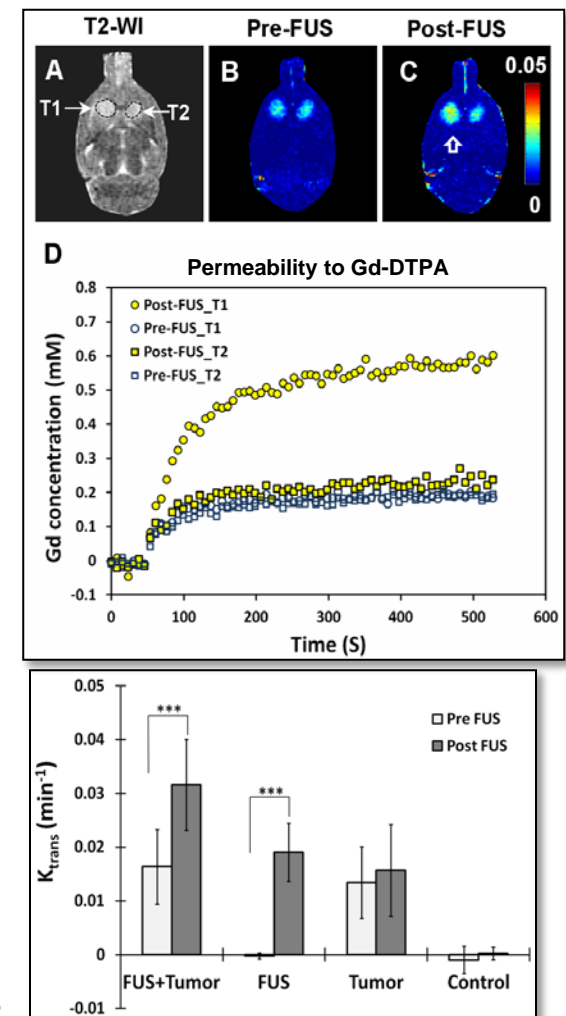 T2-WI Pre-FUS Post-FUS
A B C 0.05
T1 T2
0
D
Permeability to Gd-DTPA
0.8
0.7
0.6
0.5
0.4
0.3
0.2
0.1
0
-0.1
Gd concentration (mM)
Post-FUS_T1
Pre-FUS_T1
Post-FUS_T2
Pre-FUS_T2
0 100 200 300 400 500 600
Time (S)
0.05
0.04
0.03
0.02
0.01
0
-0.01
Ktrans (min-1)
***
***
Pre FUS
Post FUS
FUS+Tumor FUS Tumor Control